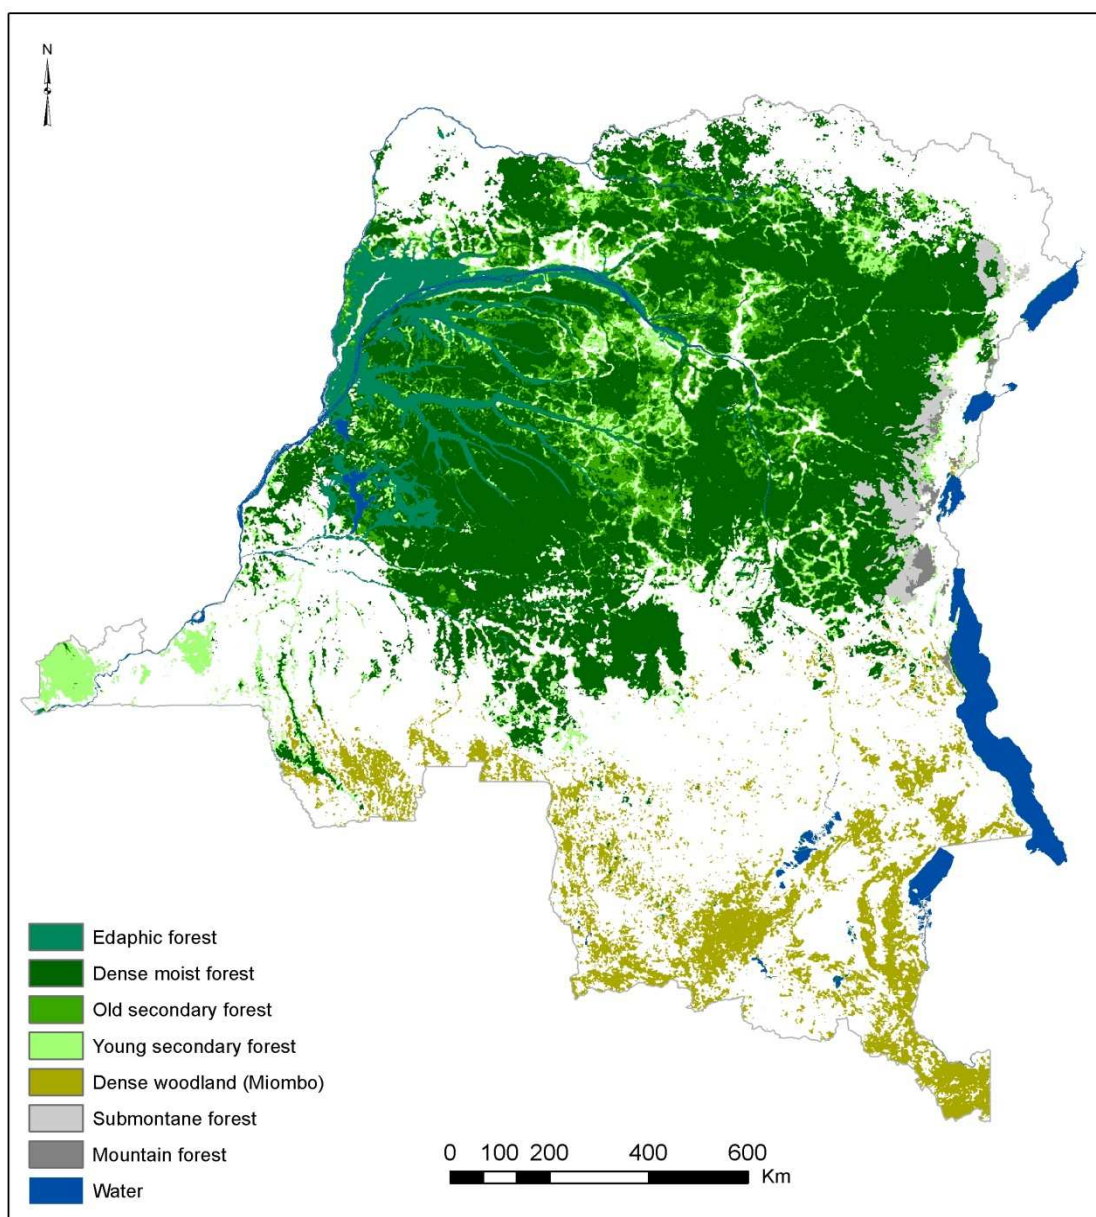 N
Edaphic forest
Dense moist forest
Old secondary forest
Young secondary forest
Dense woodland (Miombo)
Submontane forest
Mountain forest
Water
0 100 200 400 600
Km